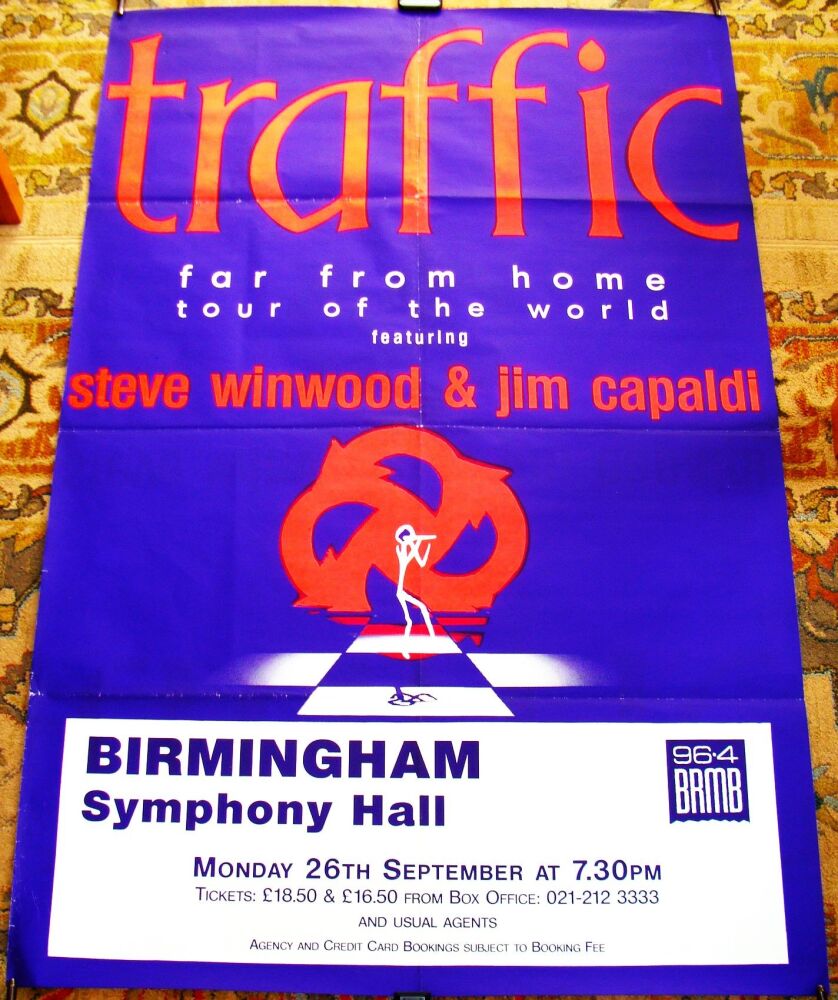 traffic
far from home
tour of the world
featuring
steve winwood & jim capaldi
BIRMINGHAM
Symphony Hall
96·4
BRMB
MONDAY 26TH SEPTEMBER AT 7.30PM
TICKETS: £18.50 & £16.50 FROM BOX OFFICE: 021-212 3333
AND USUAL AGENTS
AGENCY AND CREDIT CARD BOOKINGS SUBJECT TO BOOKING FEE